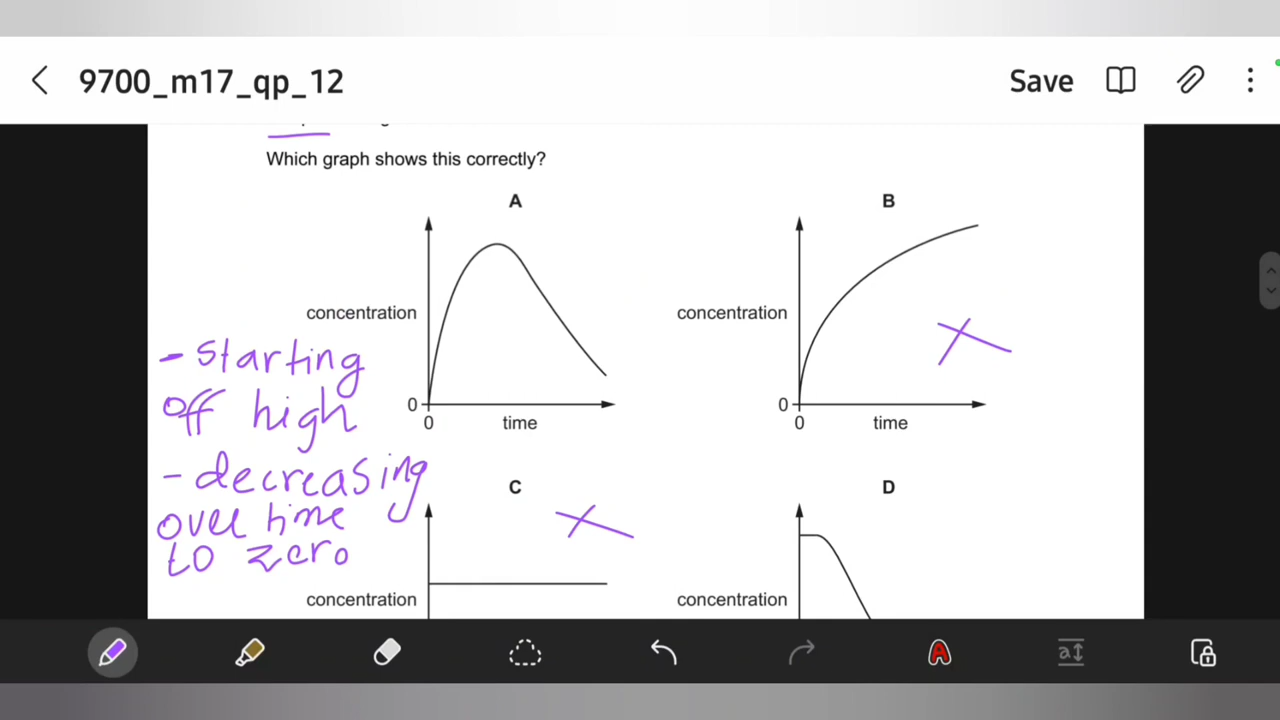 9700_m17_qp_12
Save
Which graph shows this correctly?
A
B
concentration
concentration
0
0
time
0
0
time
- starting
off high
- decreasing
over time
to zero
C
D
concentration
concentration
A
a